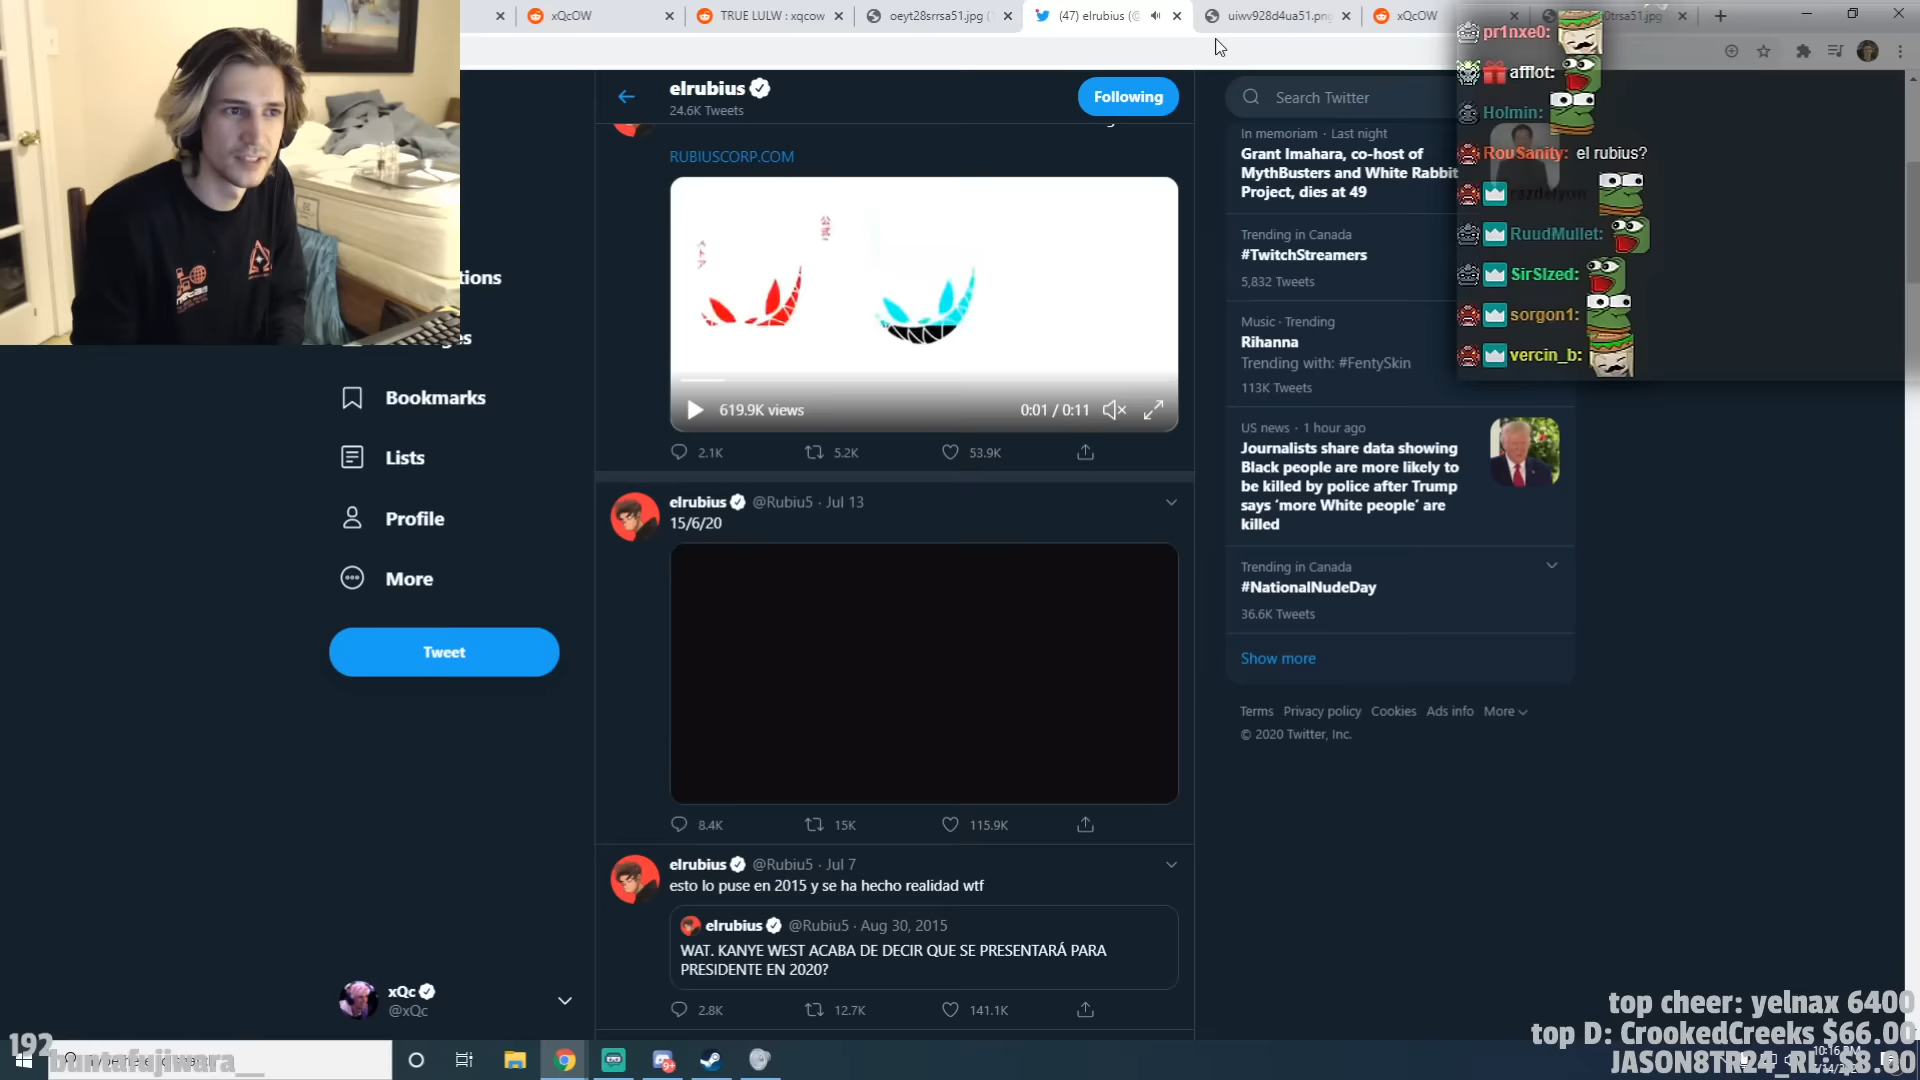 xQcOW
TRUE LULW : xqcow
oeyt28srrsa51.jpg
(47) elrubius (@
uiwv928d4ua51.png
xQcOW
elrubius
24.6K Tweets
Following
Search Twitter
RUBIUSCORP.COM
619.9K views
0:01 / 0:11
2.1K
5.2K
53.9K
elrubius @Rubiu5 · Jul 13
15/6/20
8.4K
15K
115.9K
elrubius @Rubiu5 · Jul 7
esto lo puse en 2015 y se ha hecho realidad wtf
elrubius @Rubiu5 · Aug 30, 2015
WAT. KANYE WEST ACABA DE DECIR QUE SE PRESENTARÁ PARA
PRESIDENTE EN 2020?
2.8K
12.7K
141.1K
Bookmarks
Lists
Profile
More
Tweet
xQc
@xQc
In memoriam · Last night
Grant Imahara, co-host of
MythBusters and White Rabbit
Project, dies at 49
Trending in Canada
#TwitchStreamers
5,832 Tweets
Music · Trending
Rihanna
Trending with: #FentySkin
113K Tweets
US news · 1 hour ago
Journalists share data showing
Black people are more likely to
be killed by police after Trump
says ‘more White people’ are
killed
Trending in Canada
#NationalNudeDay
36.6K Tweets
Show more
Terms Privacy policy Cookies Ads info More
© 2020 Twitter, Inc.
pr1nxe0:
afflot:
Holmin:
RouSanity: el rubius?
RuudMullet:
SirSIzed:
sorgon1:
vercin_b:
top cheer: yelnax 6400
top D: CrookedCreeks $66.00
JASON8TR24_RL: $8.00
192
buntafujiwara__
10:16 PM